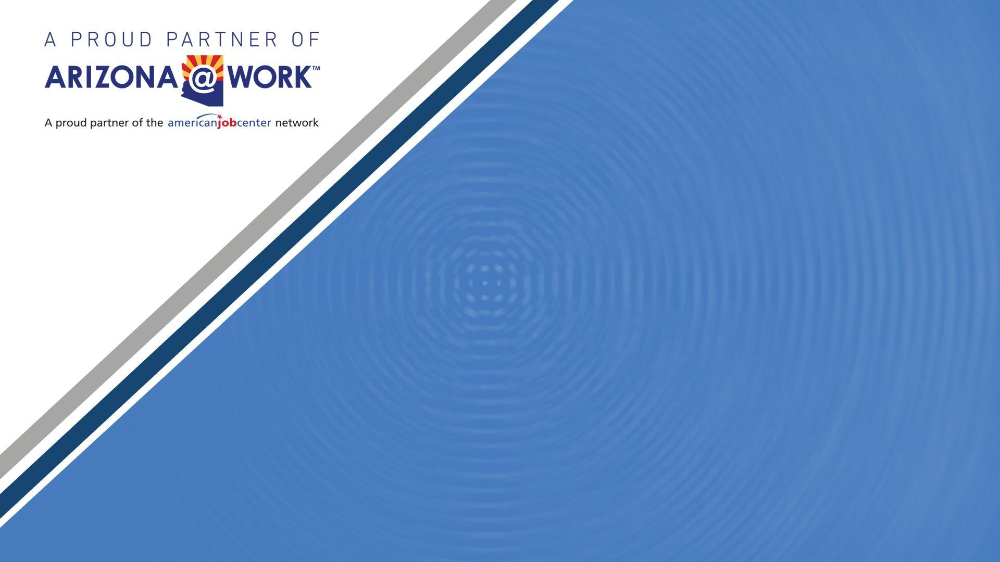 A PROUD PARTNER OF
ARIZONA@WORK™
A proud partner of the americanjobcenter network